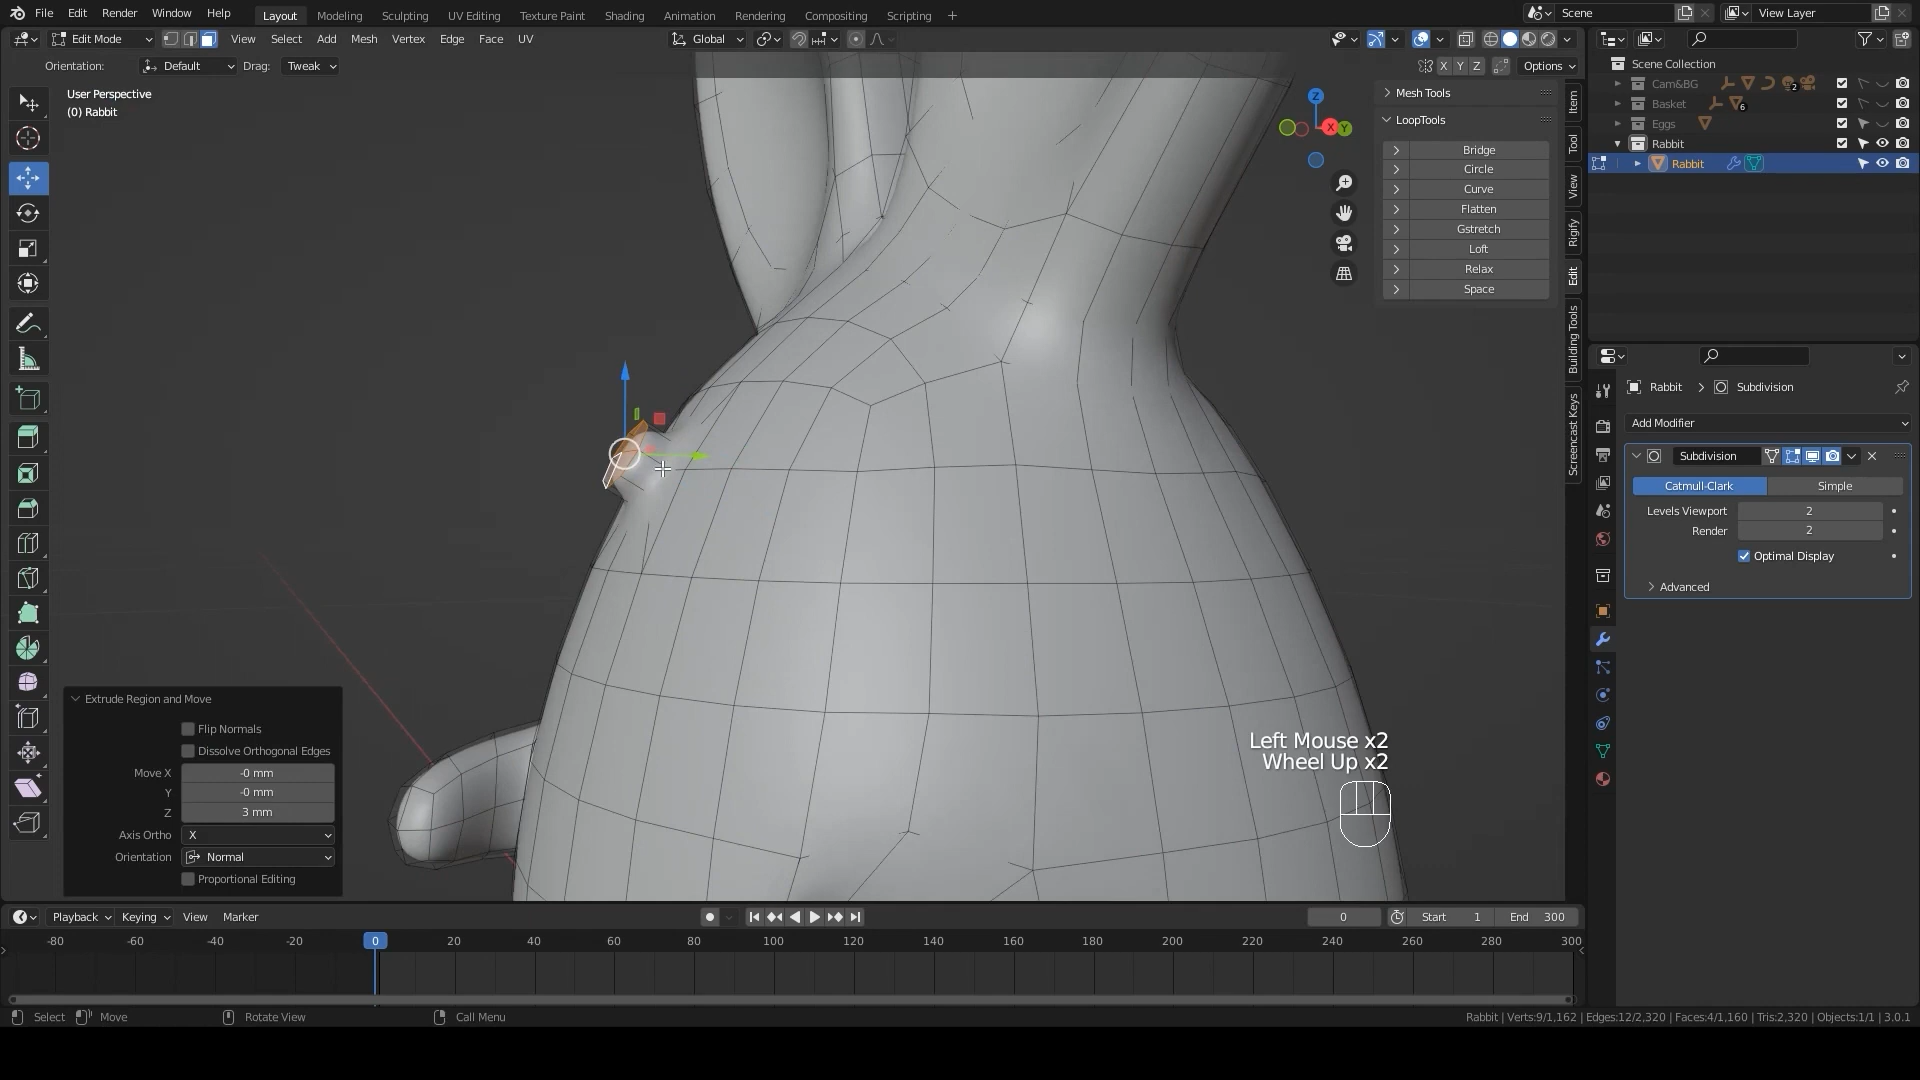 File Edit Render Window Help Layout Modeling Sculpting UV Editing Texture Paint Shading Animation Rendering Compositing Scripting + Scene View Layer
Edit Mode View Select Add Mesh Vertex Edge Face UV Global
Orientation: Default Drag: Tweak X Y Z Options
User Perspective
(0) Rabbit
Z
X
Y
Mesh Tools
LoopTools
Bridge
Circle
Curve
Flatten
Gstretch
Loft
Relax
Space
Item
Tool
View
Rigify
Edit
Building Tools
Screencast Keys
Scene Collection
Cam&BG 2
Basket 6
Eggs
Rabbit
Rabbit
Rabbit > Subdivision
Add Modifier
Subdivision
Catmull-Clark Simple
Levels Viewport 2
Render 2
Optimal Display
Advanced
Extrude Region and Move
Flip Normals
Dissolve Orthogonal Edges
Move X -0 mm
Y -0 mm
Z 3 mm
Axis Ortho X
Orientation Normal
Proportional Editing
Left Mouse x2
Wheel Up x2
Playback Keying View Marker 0 Start 1 End 300
-80 -60 -40 -20 0 20 40 60 80 100 120 140 160 180 200 220 240 260 280 300
Select Move Rotate View Call Menu Rabbit | Verts:9/1,162 | Edges:12/2,320 | Faces:4/1,160 | Tris:2,320 | Objects:1/1 | 3.0.1